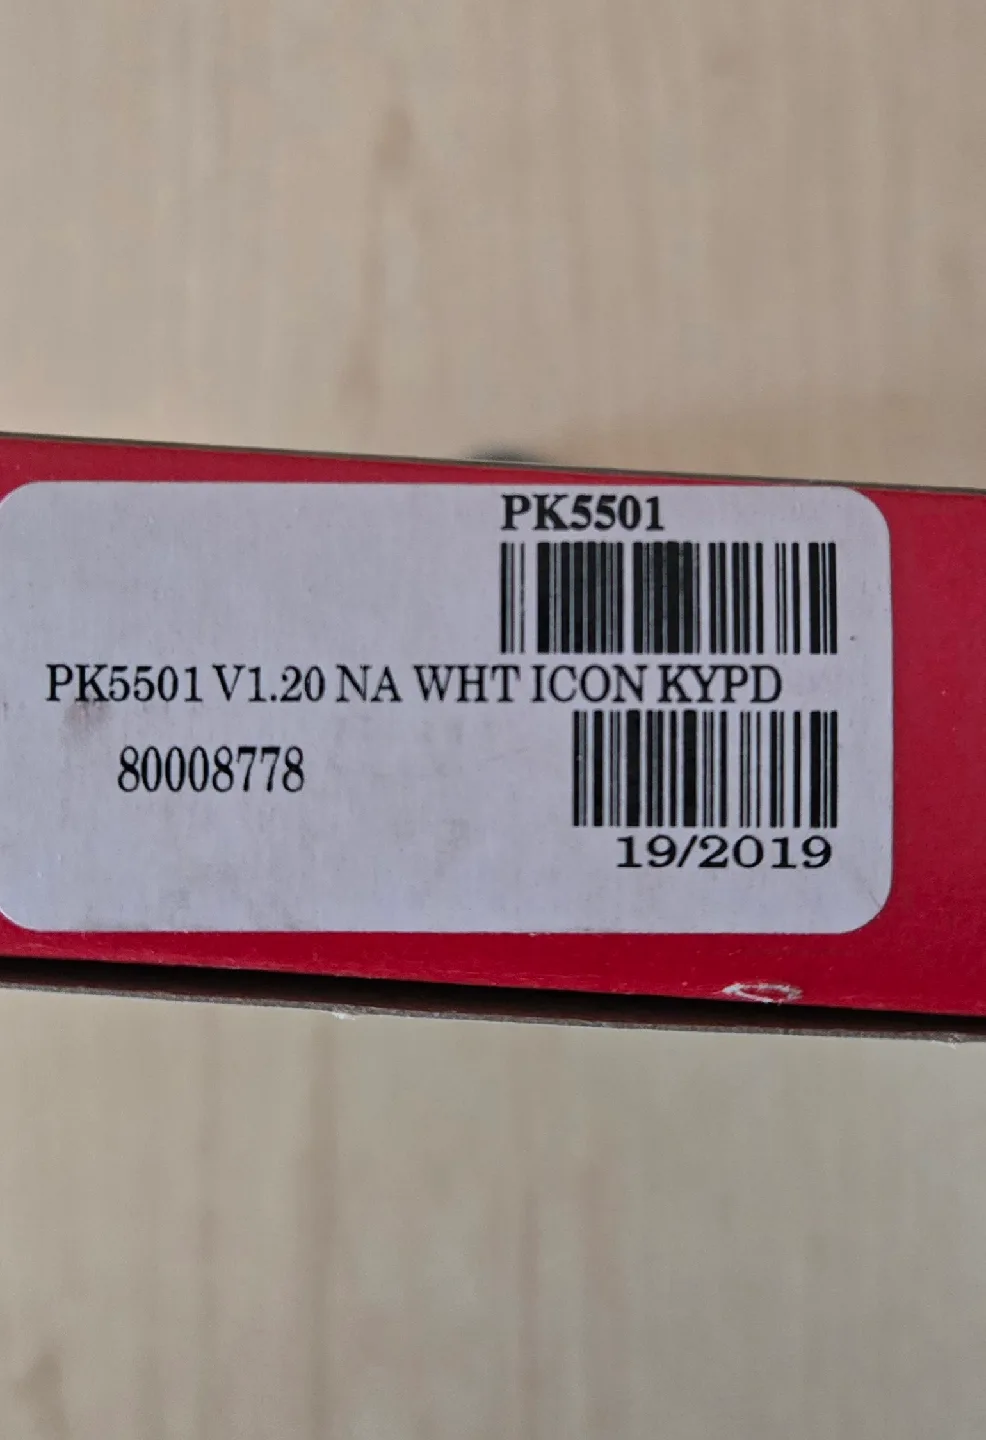 PK5501
PK5501 V1.20 NA WHT ICON KYPD
80008778
19/2019